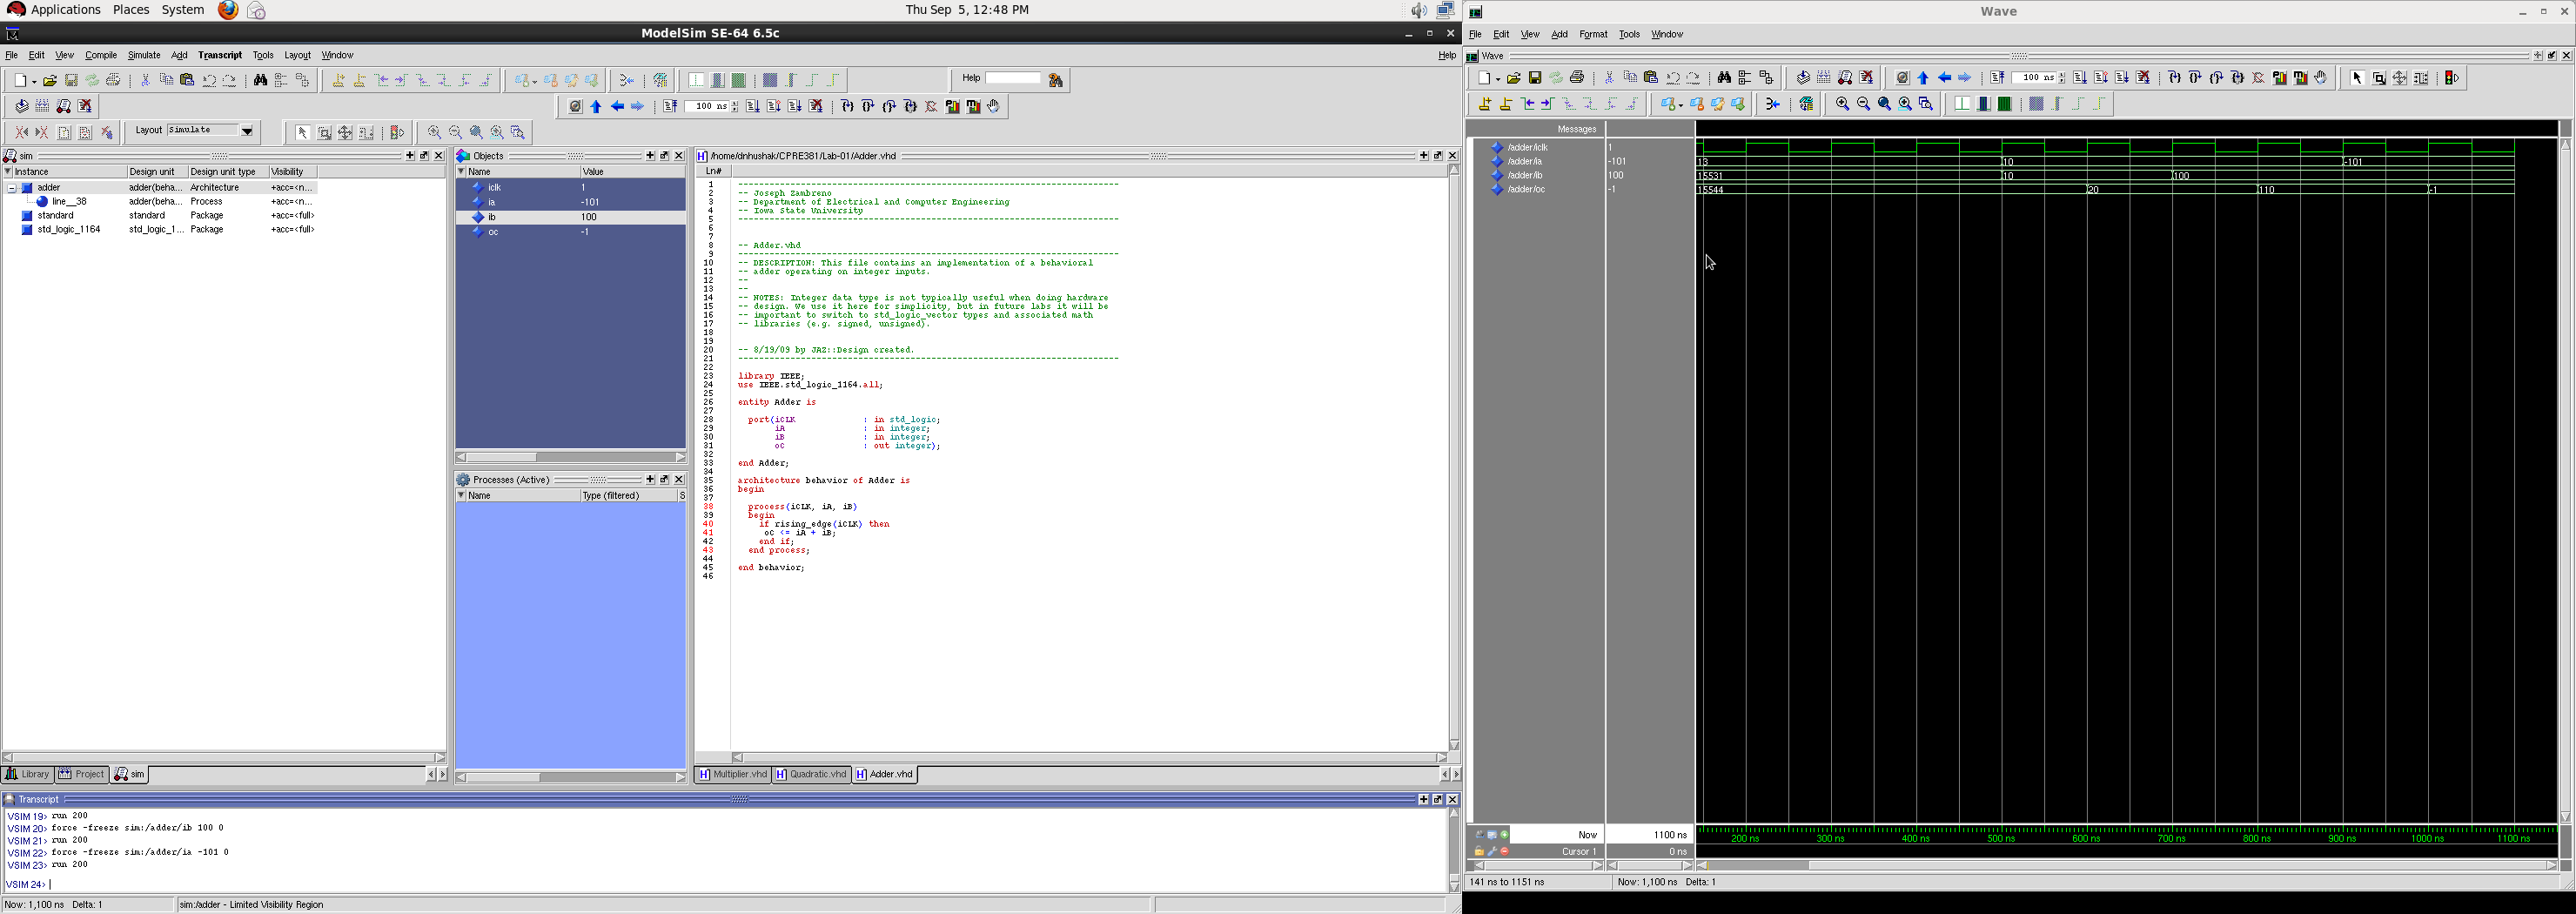 Applications Places System Thu Sep 5, 12:48 PM
ModelSim SE-64 6.5c
File Edit View Compile Simulate Add Transcript Tools Layout Window Help
Help
100 ns
Layout Simulate
sim
Instance Design unit Design unit type Visibility
adder adder(beha... Architecture +acc=<n...
line__38 adder(beha... Process +acc=<n...
standard standard Package +acc=<full>
std_logic_1164 std_logic_1... Package +acc=<full>
Library Project sim
Objects
Name Value
iclk 1
ia -101
ib 100
oc -1
Processes (Active)
Name Type (filtered) S
/home/dnhushak/CPRE381/Lab-01/Adder.vhd
Ln#
1 -------------------------------------------------------------------------
2 -- Joseph Zambreno
3 -- Department of Electrical and Computer Engineering
4 -- Iowa State University
5 -------------------------------------------------------------------------
6
7
8 -- Adder.vhd
9 -------------------------------------------------------------------------
10 -- DESCRIPTION: This file contains an implementation of a behavioral
11 -- adder operating on integer inputs.
12 --
13 --
14 -- NOTES: Integer data type is not typically useful when doing hardware
15 -- design. We use it here for simplicity, but in future labs it will be
16 -- important to switch to std_logic_vector types and associated math
17 -- libraries (e.g. signed, unsigned).
18
19
20 -- 8/19/09 by JAZ::Design created.
21 -------------------------------------------------------------------------
22
23 library IEEE;
24 use IEEE.std_logic_1164.all;
25
26 entity Adder is
27
28 port(iCLK : in std_logic;
29 iA : in integer;
30 iB : in integer;
31 oC : out integer);
32
33 end Adder;
34
35 architecture behavior of Adder is
36 begin
37
38 process(iCLK, iA, iB)
39 begin
40 if rising_edge(iCLK) then
41 oC <= iA + iB;
42 end if;
43 end process;
44
45 end behavior;
46
Multiplier.vhd Quadratic.vhd Adder.vhd
Transcript
VSIM 19> run 200
VSIM 20> force -freeze sim:/adder/ib 100 0
VSIM 21> run 200
VSIM 22> force -freeze sim:/adder/ia -101 0
VSIM 23> run 200
VSIM 24>
Now: 1,100 ns Delta: 1 sim:/adder - Limited Visibility Region
Wave
File Edit View Add Format Tools Window
Wave
100 ns
Messages
/adder/iclk 1
/adder/ia -101 13 10 -101
/adder/ib 100 15531 10 100
/adder/oc -1 15544 20 110 -1
Now 1100 ns 200 ns 300 ns 400 ns 500 ns 600 ns 700 ns 800 ns 900 ns 1000 ns 1100 ns
Cursor 1 0 ns
141 ns to 1151 ns Now: 1,100 ns Delta: 1